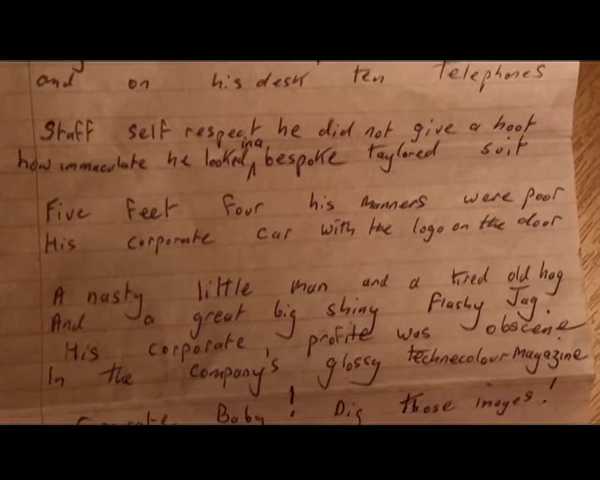 and on his desk ten Telephones
Staff self respect he did not give a hoot
how immaculate he looked in a bespoke taylored suit
Five Feet Four his manners were poor
His corporate car with the logo on the door
A nasty little man and a tired old hag
And a great big shiny Flashy Jag.
His corporate, profite was obscene
In the company's glossy technecolour Magazine
Corporate Baby! Dig those images!